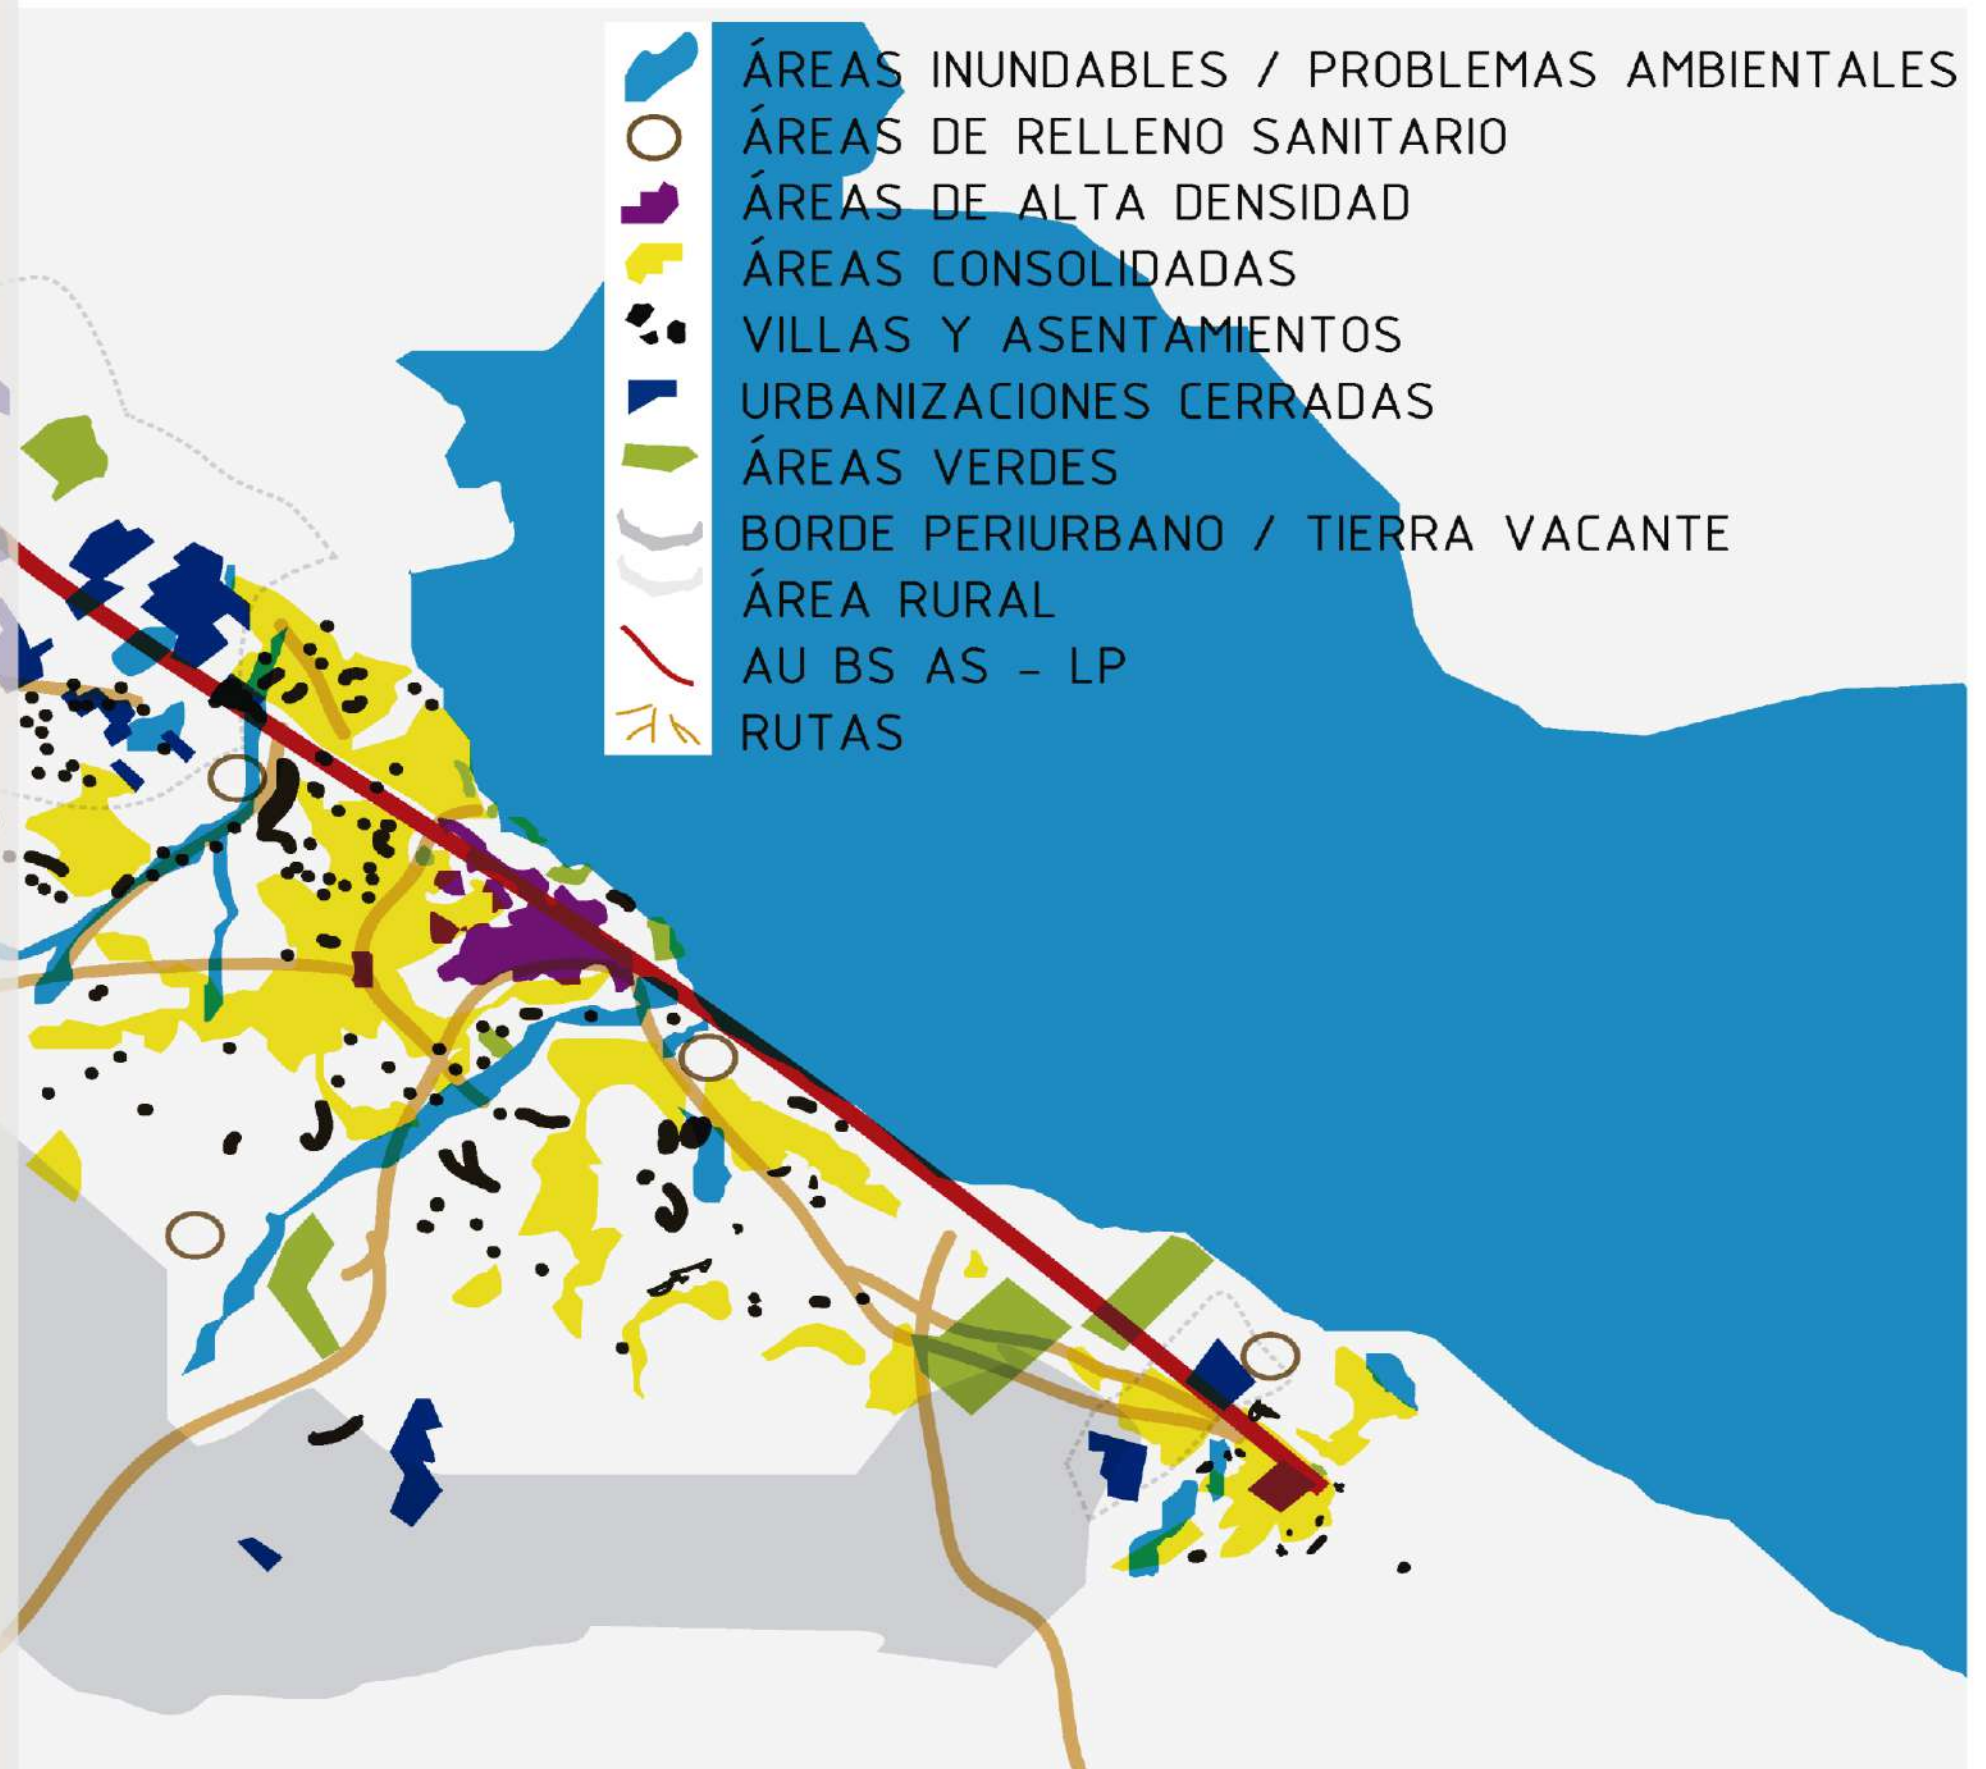 ÁREAS INUNDABLES / PROBLEMAS AMBIENTALES
ÁREAS DE RELLENO SANITARIO
ÁREAS DE ALTA DENSIDAD
ÁREAS CONSOLIDADAS
VILLAS Y ASENTAMIENTOS
URBANIZACIONES CERRADAS
ÁREAS VERDES
BORDE PERIURBANO / TIERRA VACANTE
ÁREA RURAL
AU BS AS - LP
RUTAS